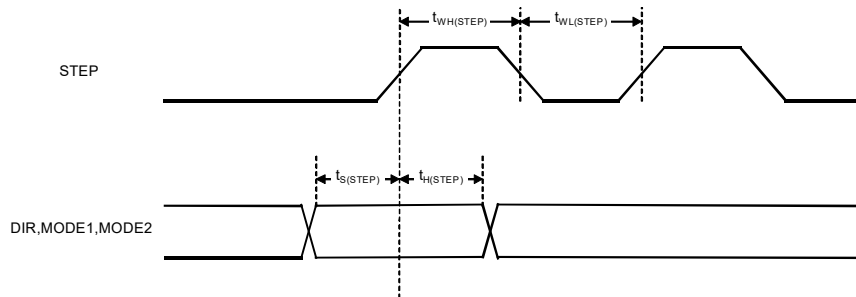 tWH(STEP) tWL(STEP)
STEP
tS(STEP) tH(STEP)
DIR,MODE1,MODE2